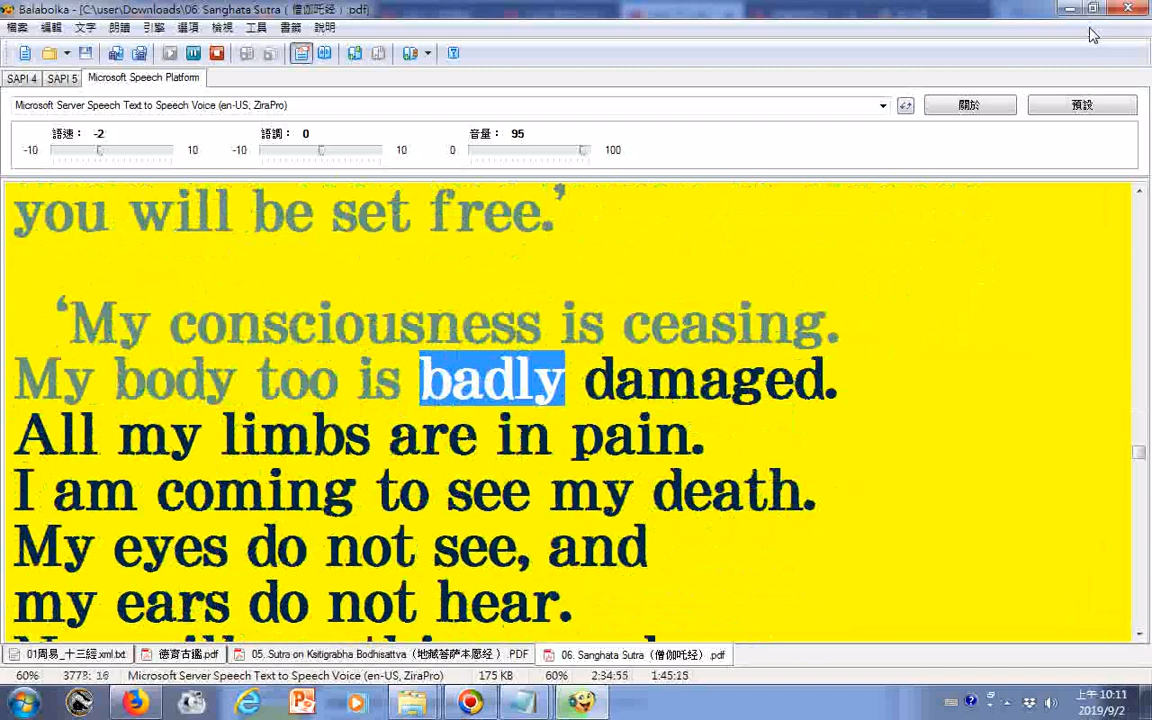 Balabolka - [C:\user\Downloads\06. Sanghata Sutra ( 僧伽吒经 ).pdf]
檔案 編輯 文字 朗讀 引擎 選項 檢視 工具 書籤 說明
SAPI 4 SAPI 5 Microsoft Speech Platform
Microsoft Server Speech Text to Speech Voice (en-US, ZiraPro) 關於 預設
語速： -2 語調： 0 音量： 95
-10 10 -10 10 0 100
you will be set free.’
‘My consciousness is ceasing.
My body too is badly damaged.
All my limbs are in pain.
I am coming to see my death.
My eyes do not see, and
my ears do not hear.
01周易_十三經.xml.txt 德育古鑑.pdf 05. Sutra on Ksitigrabha Bodhisattva（地藏菩萨本愿经）.PDF 06. Sanghata Sutra（僧伽吒经）.pdf
60% 3773: 16 Microsoft Server Speech Text to Speech Voice (en-US, ZiraPro) 175 KB 60% 2:34:55 1:45:15
上午 10:11
2019/9/2